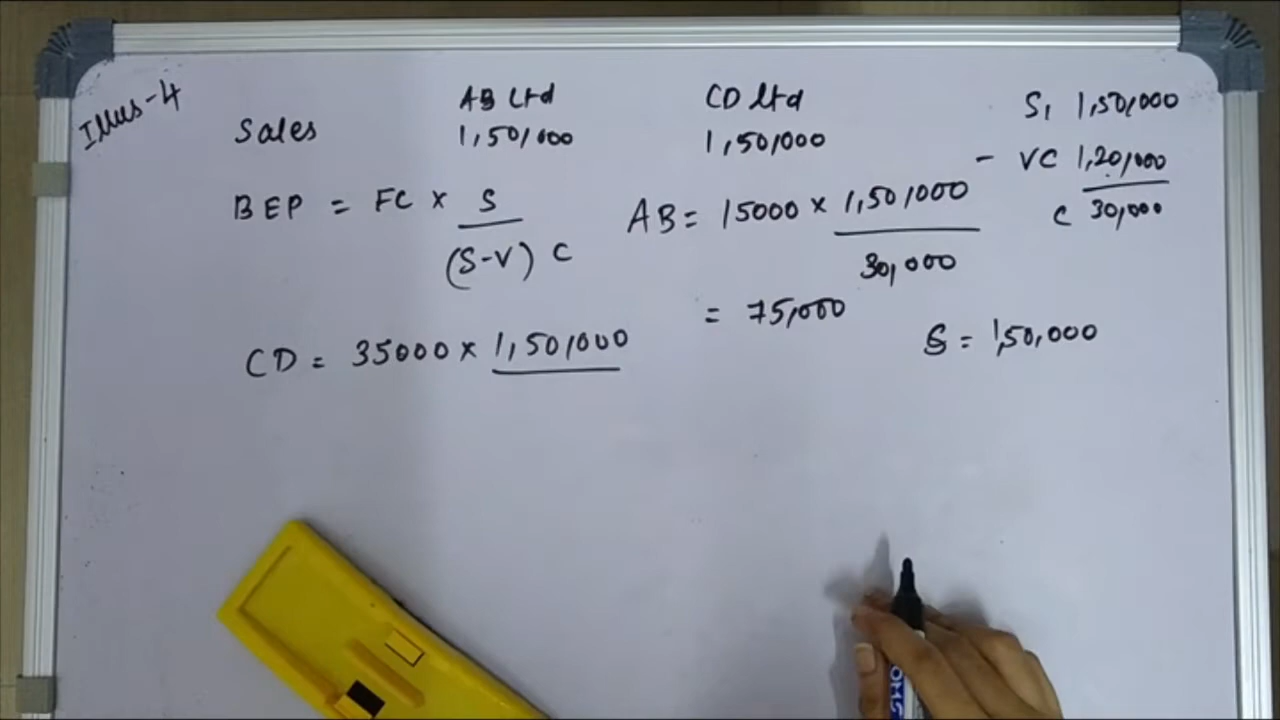 Illus-4
AB Ltd CD Ltd
Sales 1,50,000 1,50,000
S, 1,50,000
- VC 1,20,000
C 30,000
BEP = FC × S
(S-V) C
AB = 15000 × 1,50,000
30,000
= 75,000
S = 1,50,000
CD = 35000 × 1,50,000